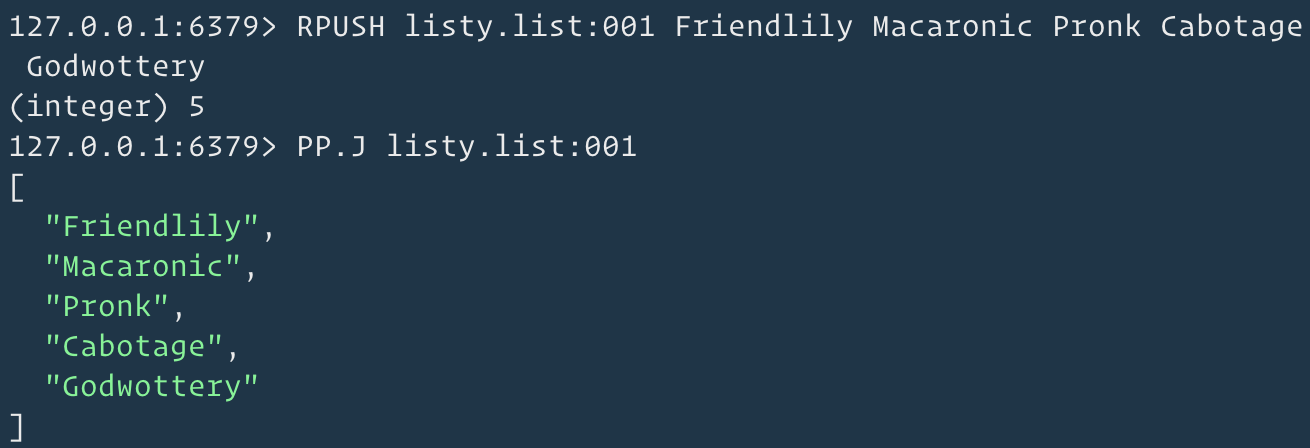 127.0.0.1:6379> RPUSH listy.list:001 Friendlily Macaronic Pronk Cabotage
 Godwottery
(integer) 5
127.0.0.1:6379> PP.J listy.list:001
[
  "Friendlily",
  "Macaronic",
  "Pronk",
  "Cabotage",
  "Godwottery"
]